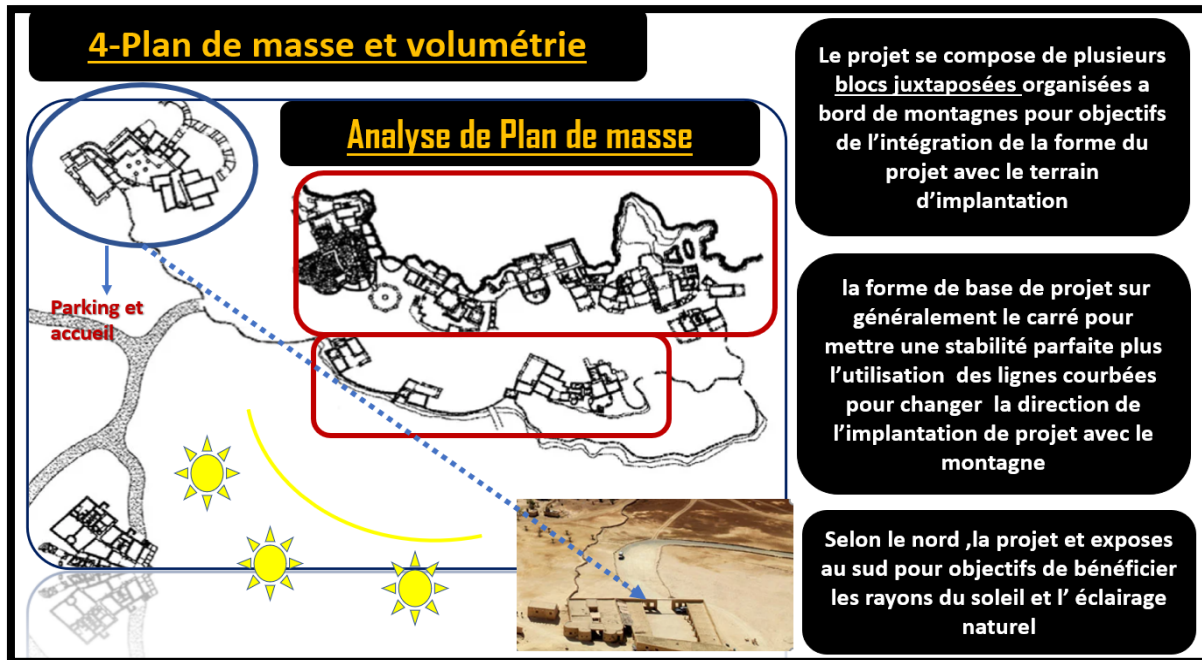 4-Plan de masse et volumétrie
Analyse de Plan de masse
Parking et
accueil
Le projet se compose de plusieurs
blocs juxtaposées organisées a
bord de montagnes pour objectifs
de l’intégration de la forme du
projet avec le terrain
d’implantation
la forme de base de projet sur
généralement le carré pour
mettre une stabilité parfaite plus
l’utilisation des lignes courbées
pour changer la direction de
l’implantation de projet avec le
montagne
Selon le nord ,la projet et exposes
au sud pour objectifs de bénéficier
les rayons du soleil et l’ éclairage
naturel